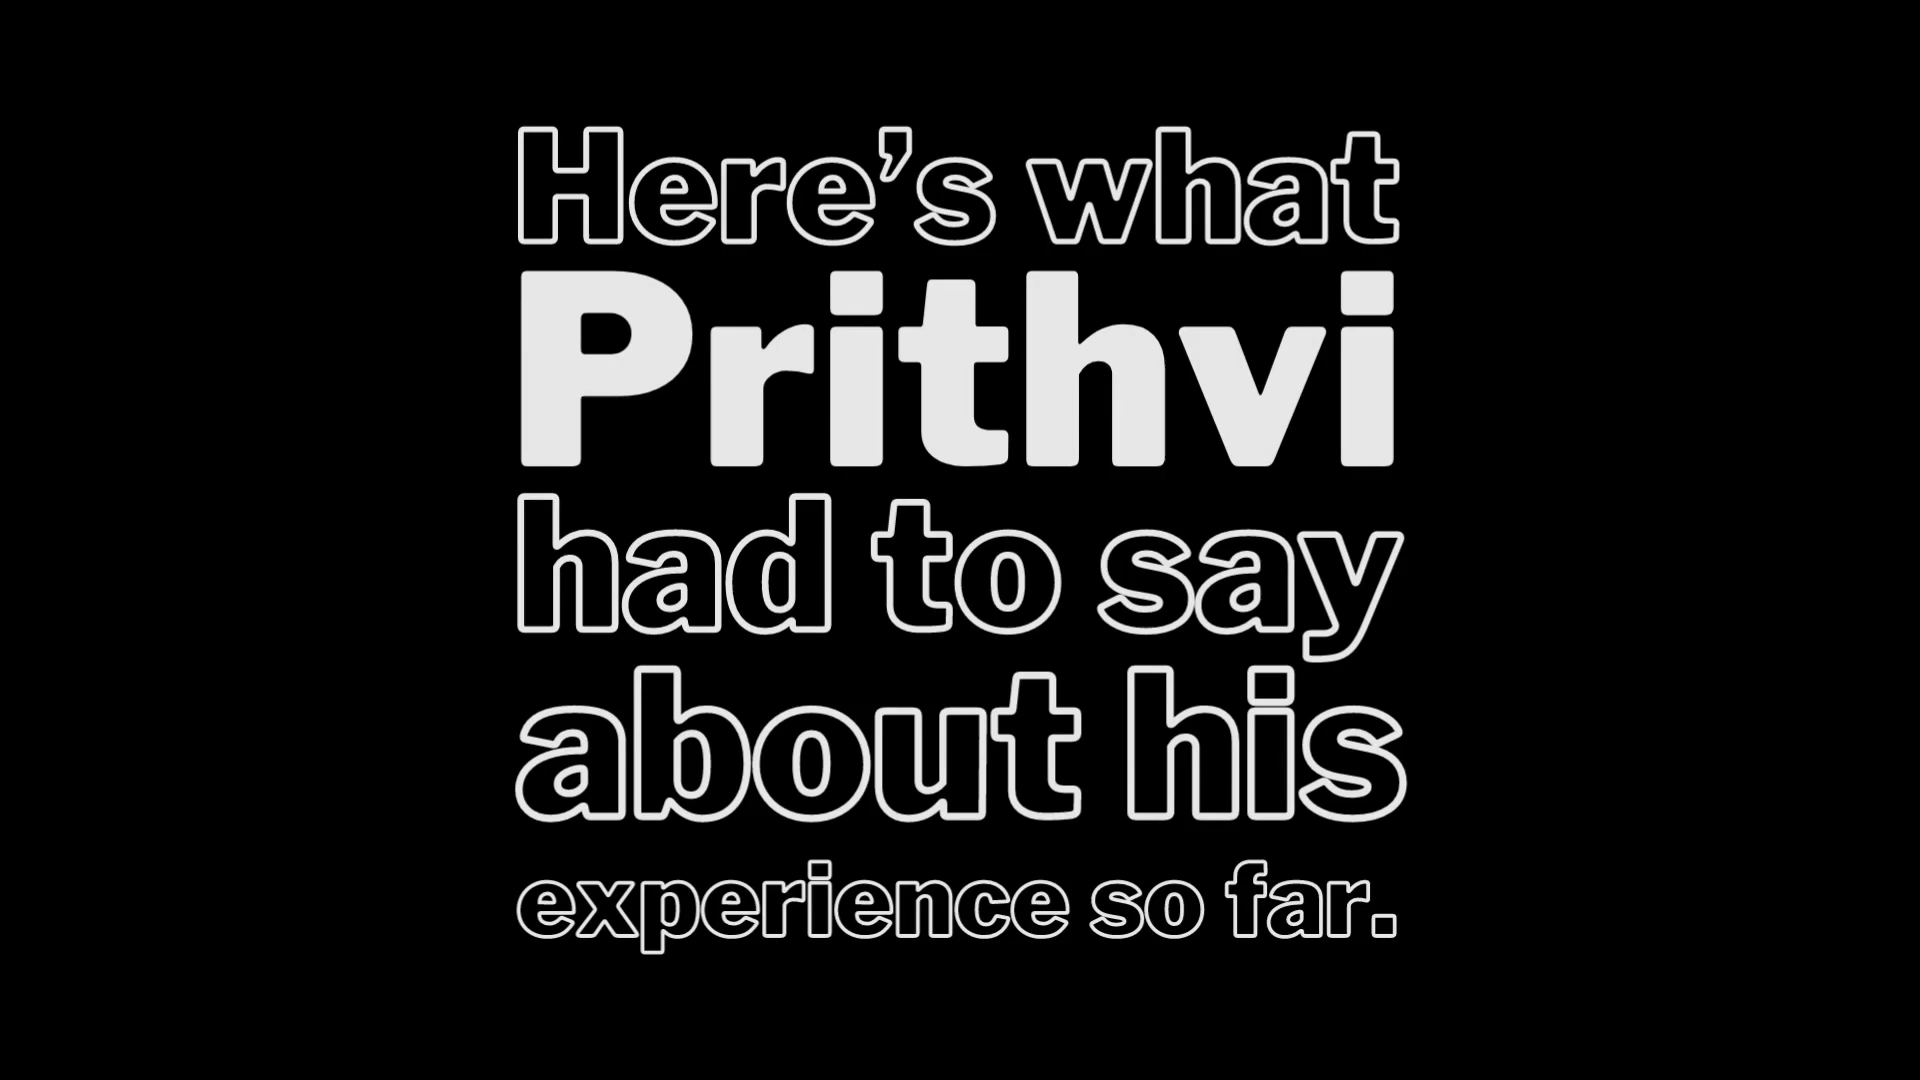 Here’s what
Prithvi
had to say
about his
experience so far.